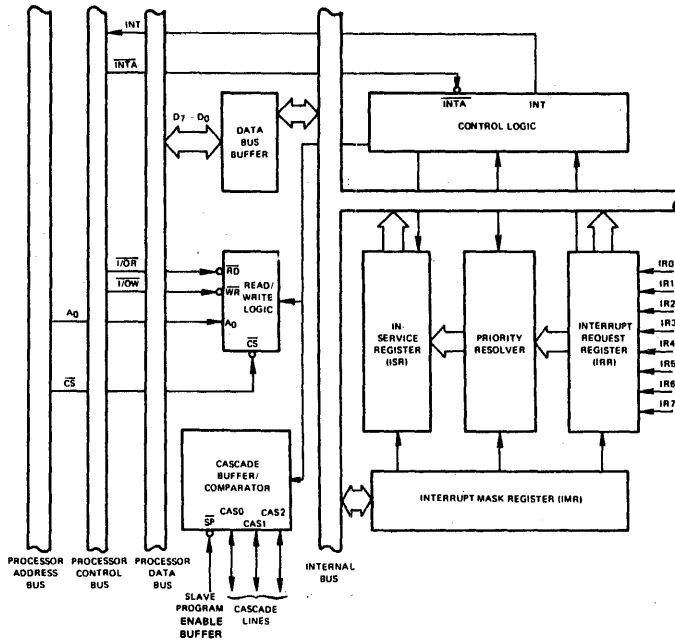 INT
INTA
INTA
INT
CONTROL LOGIC
D7 - D0
DATA
BUS
BUFFER
I/OR
I/OW
A0
CS
RD
WR
A0
CS
READ/
WRITE
LOGIC
IN-
SERVICE
REGISTER
(ISR)
PRIORITY
RESOLVER
INTERRUPT
REQUEST
REGISTER
(IRR)
IR0
IR1
IR2
IR3
IR4
IR5
IR6
IR7
CASCADE
BUFFER/
COMPARATOR
SP
CAS0
CAS1
CAS2
INTERRUPT MASK REGISTER (IMR)
PROCESSOR
ADDRESS
BUS
PROCESSOR
CONTROL
BUS
PROCESSOR
DATA
BUS
INTERNAL
BUS
SLAVE
PROGRAM
ENABLE
BUFFER
CASCADE
LINES